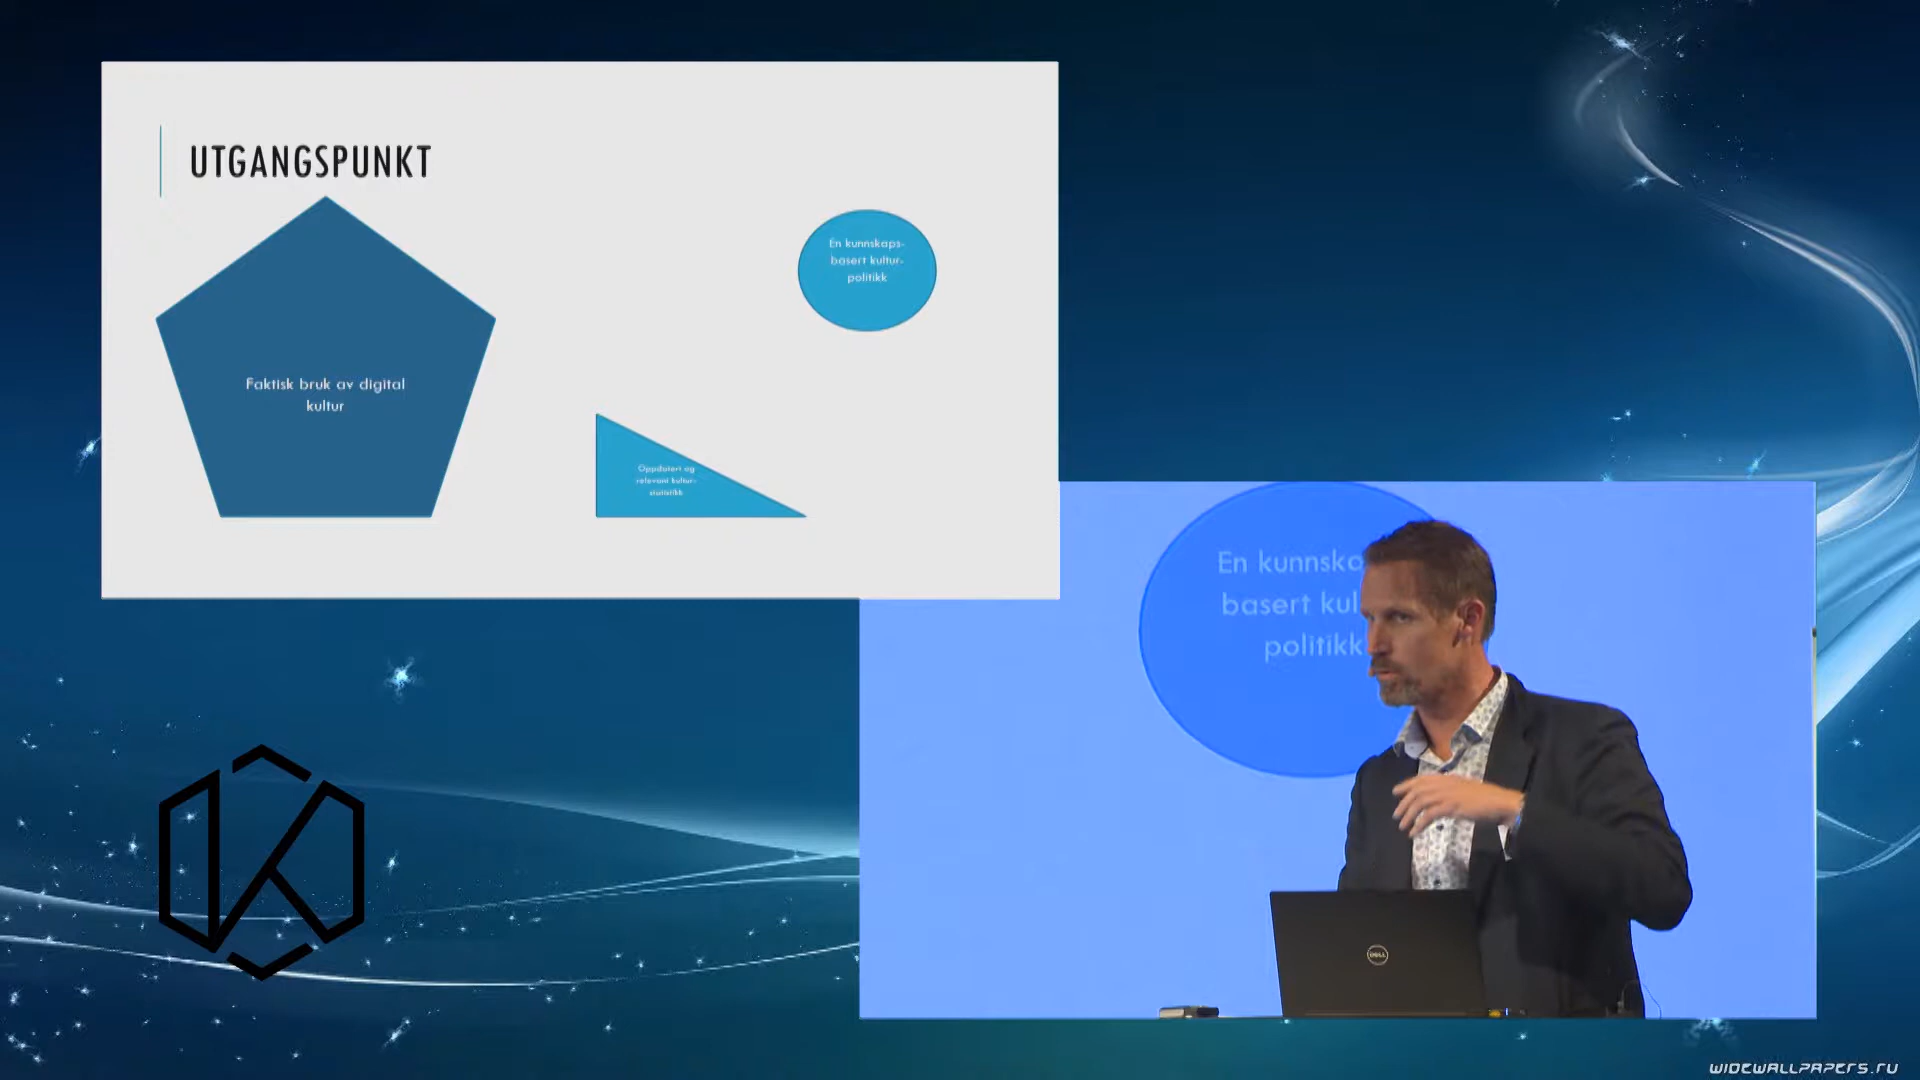 UTGANGSPUNKT
En kunnskaps-
basert kultur-
politikk
Faktisk bruk av digital
kultur
Oppdatert og
relevant kultur-
statistikk
En kunnska
basert kul
politikk
DELL
WIDEWALLPAPERS.RU